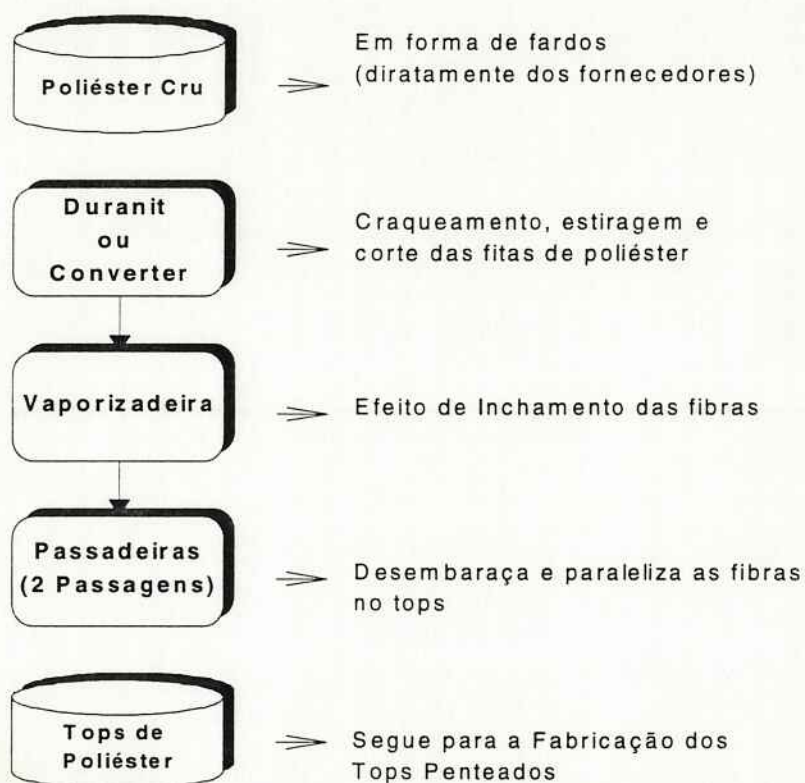 Poliéster Cru
Em forma de fardos
(diratamente dos fornecedores)
Duranit
ou
Converter
Craqueamento, estiragem e
corte das fitas de poliéster
Vaporizadeira
Efeito de Inchamento das fibras
Passadeiras
(2 Passagens)
Desembaraça e paraleliza as fibras
no tops
Tops de
Poliéster
Segue para a Fabricação dos
Tops Penteados